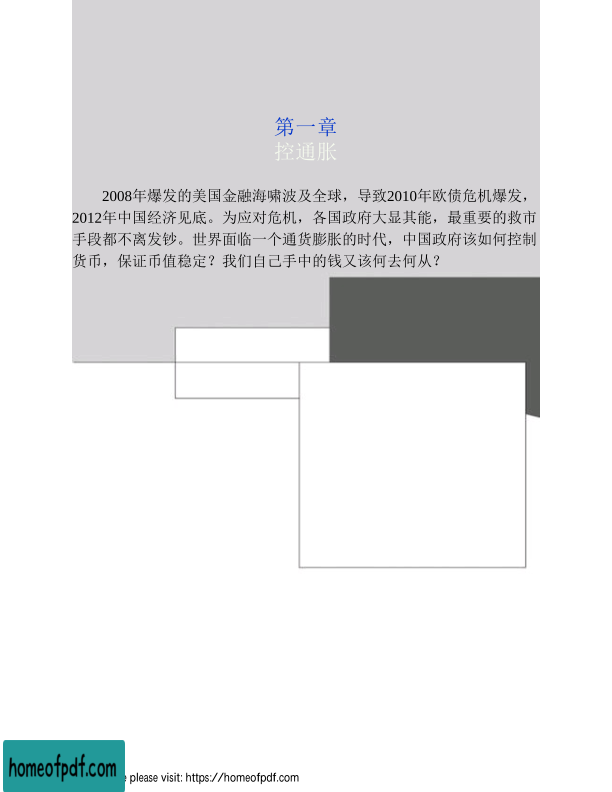 第一章
控通胀
2008年爆发的美国金融海啸波及全球，导致2010年欧债危机爆发，
2012年中国经济见底。为应对危机，各国政府大显其能，最重要的救市
手段都不离发钞。世界面临一个通货膨胀的时代，中国政府该如何控制
货币，保证币值稳定？我们自己手中的钱又该何去何从？
homeofpdf.com
please visit: https://homeofpdf.com